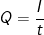 Q = I/t